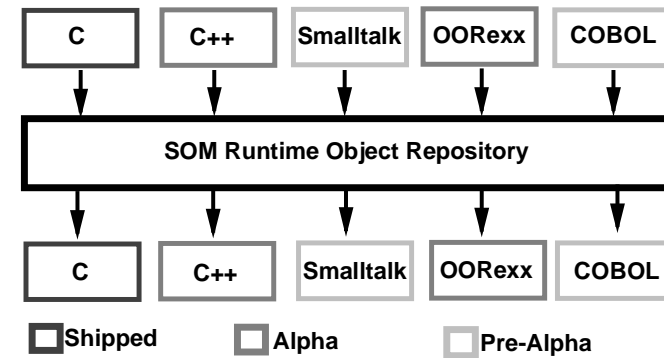 C C++ Smalltalk OORexx COBOL
SOM Runtime Object Repository
C C++ Smalltalk OORexx COBOL
Shipped Alpha Pre-Alpha